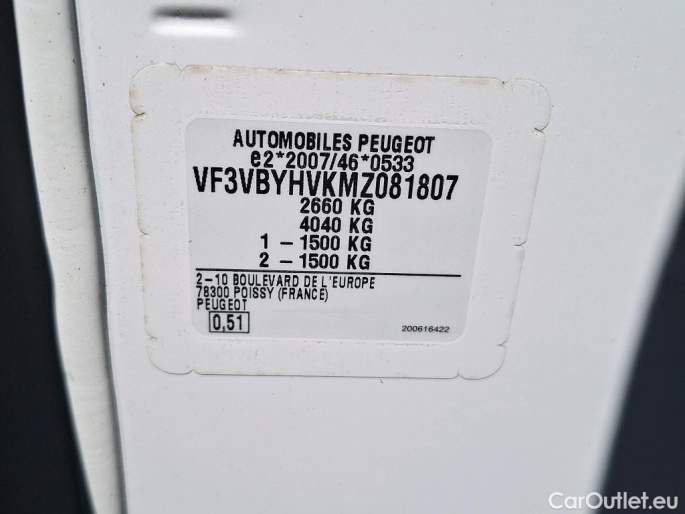 AUTOMOBILES PEUGEOT
e2*2007/46*0533
VF3VBYHVKMZ081807
2660 KG
4040 KG
1 – 1500 KG
2 – 1500 KG
2–10 BOULEVARD DE L'EUROPE
78300 POISSY (FRANCE)
PEUGEOT
0,51
200616422
CarOutlet.eu